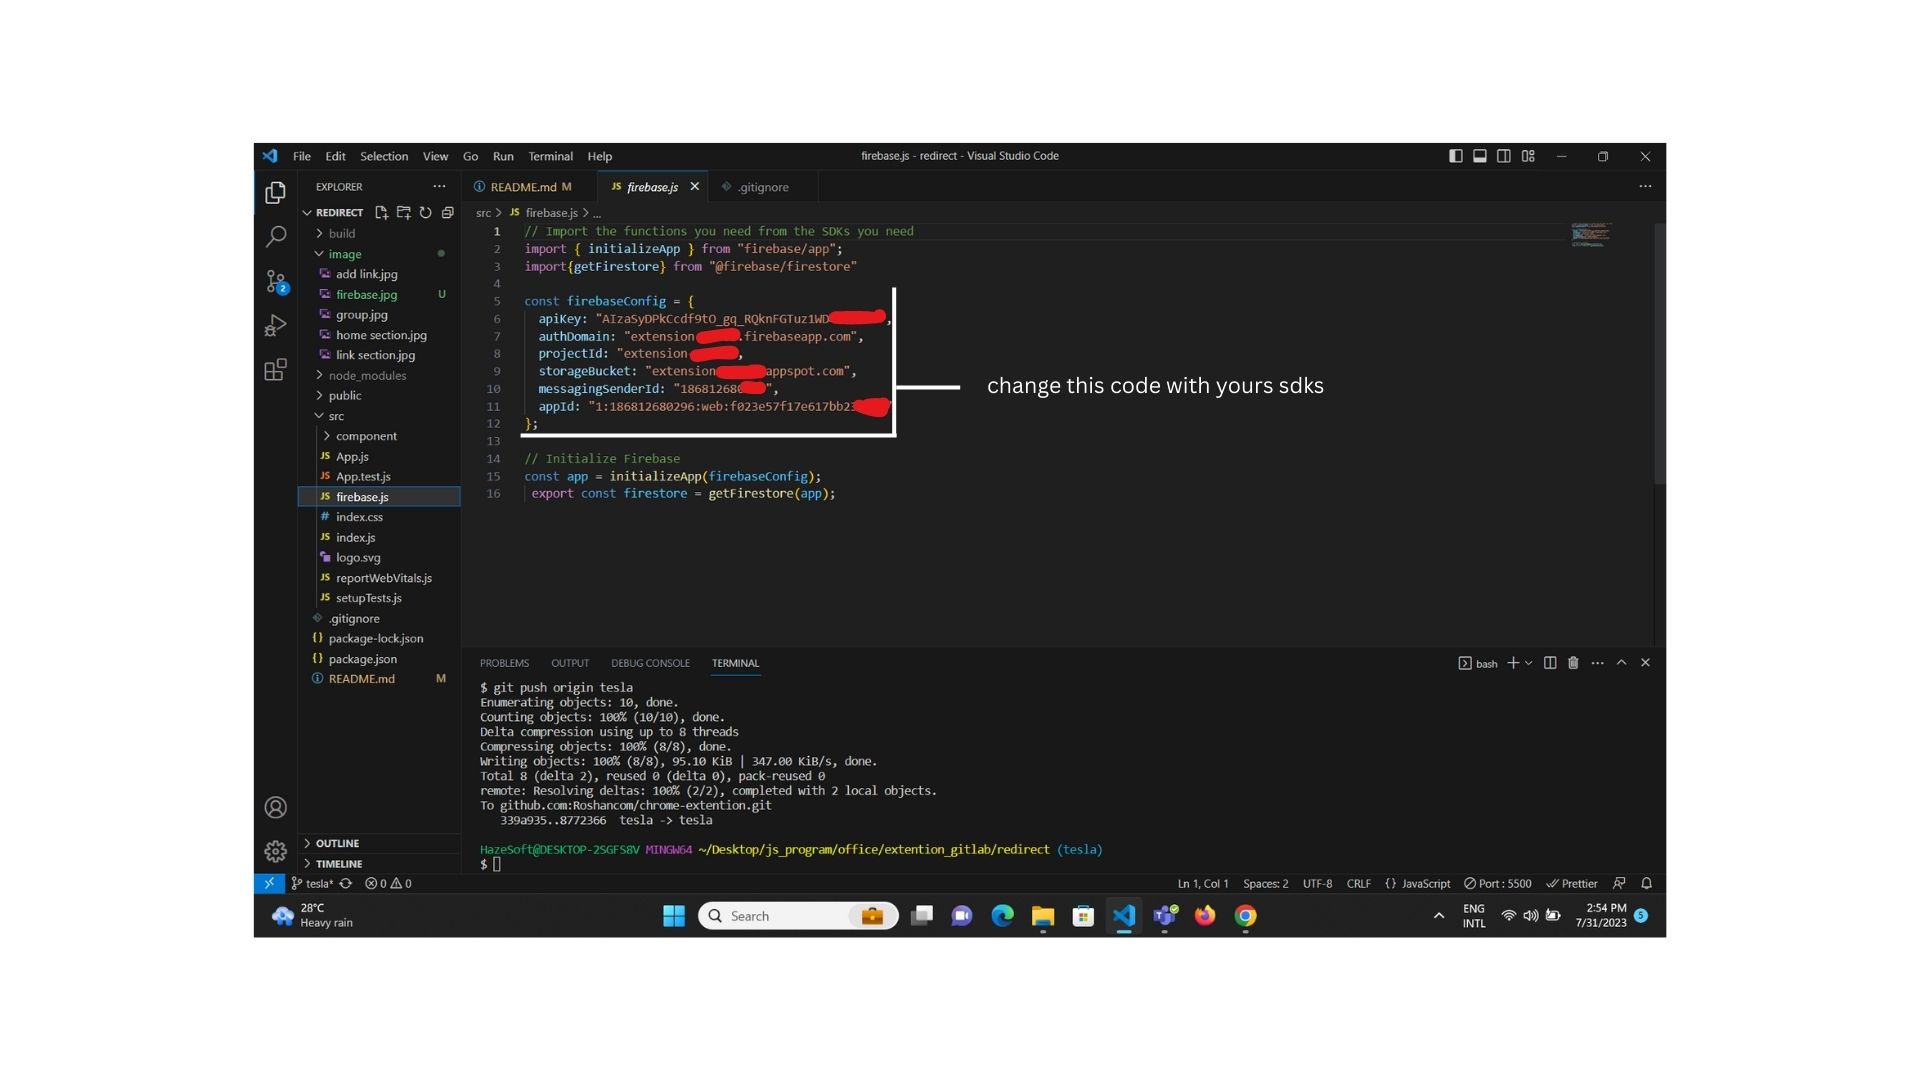 File Edit Selection View Go Run Terminal Help
firebase.js - redirect - Visual Studio Code
EXPLORER
README.md M
JS firebase.js
.gitignore
REDIRECT
src > JS firebase.js > ...
build
image
add link.jpg
firebase.jpg U
group.jpg
home section.jpg
link section.jpg
node_modules
public
src
component
JS App.js
JS App.test.js
JS firebase.js
# index.css
JS index.js
logo.svg
JS reportWebVitals.js
JS setupTests.js
.gitignore
{} package-lock.json
{} package.json
README.md M
OUTLINE
TIMELINE
2
1 // Import the functions you need from the SDKs you need
2 import { initializeApp } from "firebase/app";
3 import{getFirestore} from "@firebase/firestore"
4
5 const firebaseConfig = {
6 apiKey: "AIzaSyDPkCcdf9tO_gq_RQknFGTuz1WD ,
7 authDomain: "extension .firebaseapp.com",
8 projectId: "extension ,
9 storageBucket: "extension appspot.com",
10 messagingSenderId: "18681268 ",
11 appId: "1:186812680296:web:f023e57f17e617bb23
12 };
13
14 // Initialize Firebase
15 const app = initializeApp(firebaseConfig);
16 export const firestore = getFirestore(app);
change this code with yours sdks
PROBLEMS OUTPUT DEBUG CONSOLE TERMINAL
bash
$ git push origin tesla
Enumerating objects: 10, done.
Counting objects: 100% (10/10), done.
Delta compression using up to 8 threads
Compressing objects: 100% (8/8), done.
Writing objects: 100% (8/8), 95.10 KiB | 347.00 KiB/s, done.
Total 8 (delta 2), reused 0 (delta 0), pack-reused 0
remote: Resolving deltas: 100% (2/2), completed with 2 local objects.
To github.com:Roshancom/chrome-extention.git
339a935..8772366 tesla -> tesla
HazeSoft@DESKTOP-2SGFS8V MINGW64 ~/Desktop/js_program/office/extention_gitlab/redirect (tesla)
$
tesla* 0 0
Ln 1, Col 1 Spaces: 2 UTF-8 CRLF {} JavaScript Port : 5500 Prettier
28°C
Heavy rain
Search
ENG
INTL
2:54 PM
7/31/2023
5